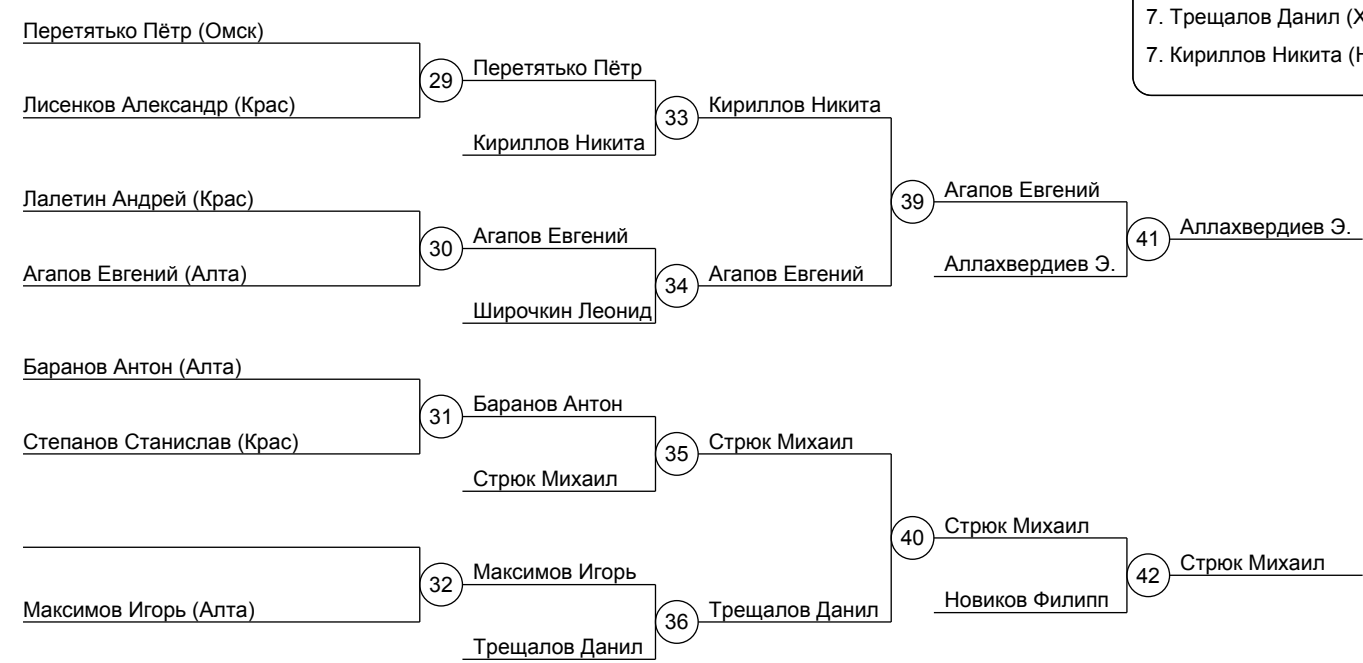 7. Трещалов Данил (Х
7. Кириллов Никита (Н
Перетятько Пётр (Омск)
29
Перетятько Пётр
Лисенков Александр (Крас)
33
Кириллов Никита
Кириллов Никита
Лалетин Андрей (Крас)
39
Агапов Евгений
30
Агапов Евгений
41
Аллахвердиев Э.
Агапов Евгений (Алта)
34
Агапов Евгений
Аллахвердиев Э.
Широчкин Леонид
Баранов Антон (Алта)
31
Баранов Антон
Степанов Станислав (Крас)
35
Стрюк Михаил
Стрюк Михаил
40
Стрюк Михаил
32
Максимов Игорь
42
Стрюк Михаил
Максимов Игорь (Алта)
36
Трещалов Данил
Новиков Филипп
Трещалов Данил